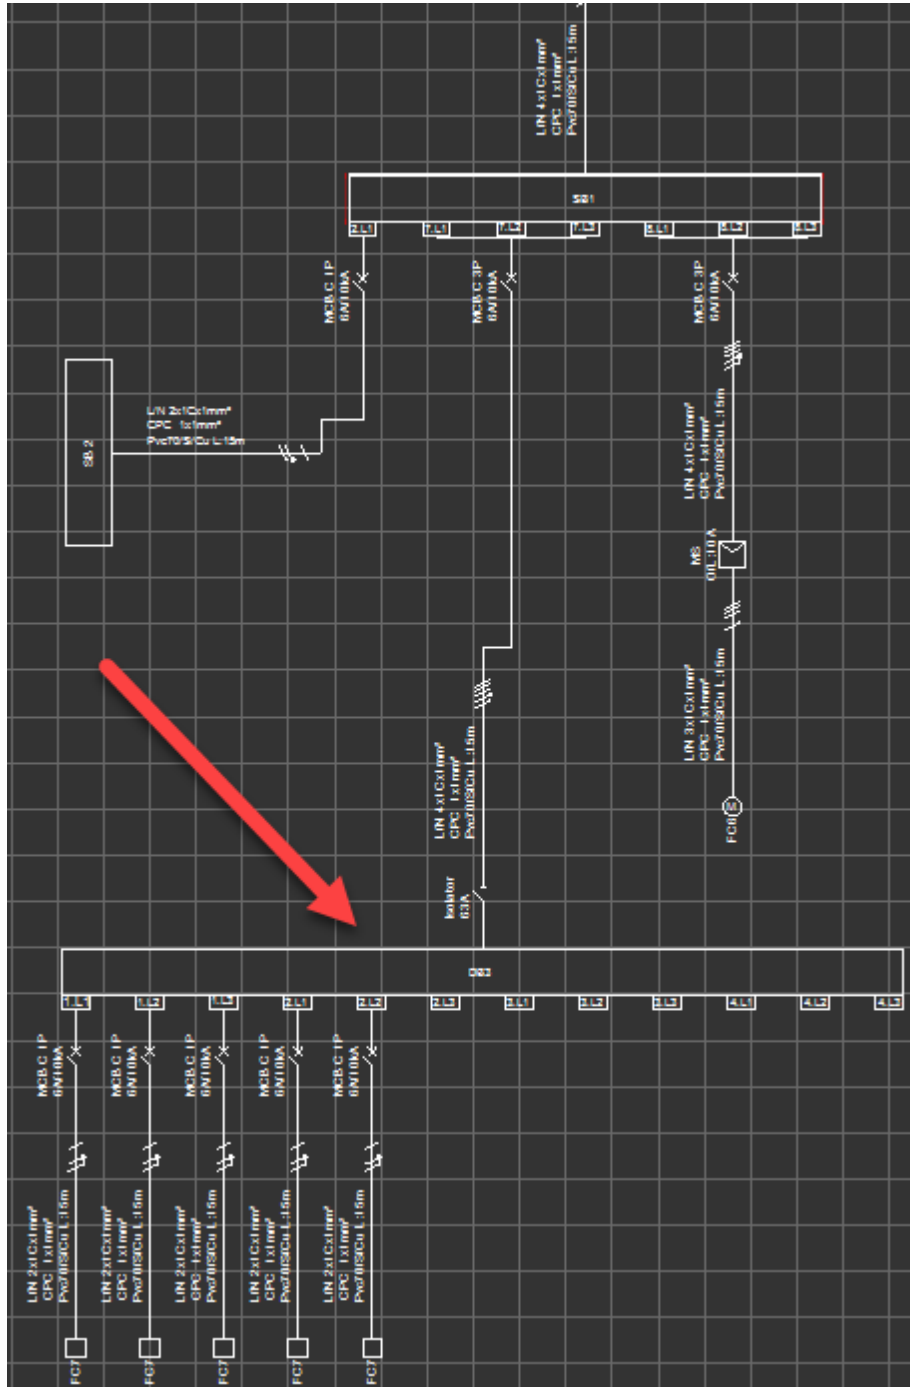 L/N 4x1Cx1mm²
CPC 1x1mm²
Pvc70/S/Cu L:15m
SB1
2.L1
7.L1
7.L2
7.L3
8.L1
8.L2
8.L3
MCB C 1P
6A/10kA
MCB C 3P
6A/10kA
MCB C 3P
6A/10kA
SB 2
L/N 2x1Cx1mm²
CPC 1x1mm²
Pvc70/S/Cu L:15m
L/N 4x1Cx1mm²
CPC 1x1mm²
Pvc70/S/Cu L:15m
MS
O/L:10 A
L/N 3x1Cx1mm²
CPC 1x1mm²
Pvc70/S/Cu L:15m
L/N 4x1Cx1mm²
CPC 1x1mm²
Pvc70/S/Cu L:15m
Isolator
63A
1.L1
1.L2
1.L3
2.L1
2.L2
2.L3
3.L1
3.L2
3.L3
4.L1
4.L2
4.L3
MCB C 1P
6A/10kA
MCB C 1P
6A/10kA
MCB C 1P
6A/10kA
MCB C 1P
6A/10kA
MCB C 1P
6A/10kA
L/N 2x1Cx1mm²
CPC 1x1mm²
Pvc70/S/Cu L:15m
L/N 2x1Cx1mm²
CPC 1x1mm²
Pvc70/S/Cu L:15m
L/N 2x1Cx1mm²
CPC 1x1mm²
Pvc70/S/Cu L:15m
L/N 2x1Cx1mm²
CPC 1x1mm²
Pvc70/S/Cu L:15m
L/N 2x1Cx1mm²
CPC 1x1mm²
Pvc70/S/Cu L:15m
FC7
FC7
FC7
FC7
FC7